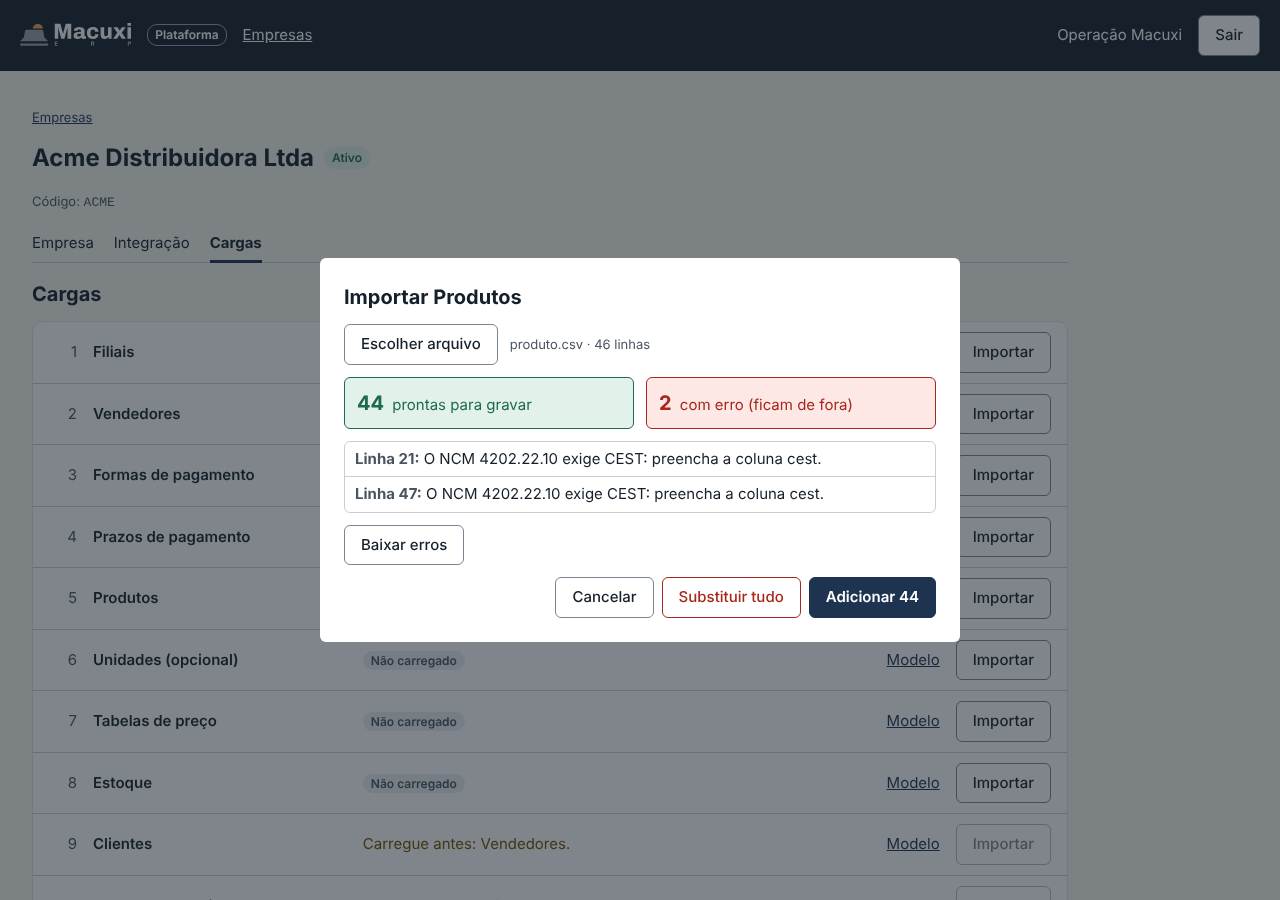 Macuxi
E R P
Plataforma
Empresas
Operação Macuxi
Sair
Empresas
Acme Distribuidora Ltda
Ativo
Código: ACME
Empresa
Integração
Cargas
Cargas
1 Filiais Importar
2 Vendedores Importar
3 Formas de pagamento Importar
4 Prazos de pagamento Importar
5 Produtos Importar
Importar Produtos
Escolher arquivo produto.csv · 46 linhas
44 prontas para gravar
2 com erro (ficam de fora)
Linha 21: O NCM 4202.22.10 exige CEST: preencha a coluna cest.
Linha 47: O NCM 4202.22.10 exige CEST: preencha a coluna cest.
Baixar erros
Cancelar
Substituir tudo
Adicionar 44
6 Unidades (opcional) Não carregado Modelo Importar
7 Tabelas de preço Não carregado Modelo Importar
8 Estoque Não carregado Modelo Importar
9 Clientes Carregue antes: Vendedores. Modelo Importar